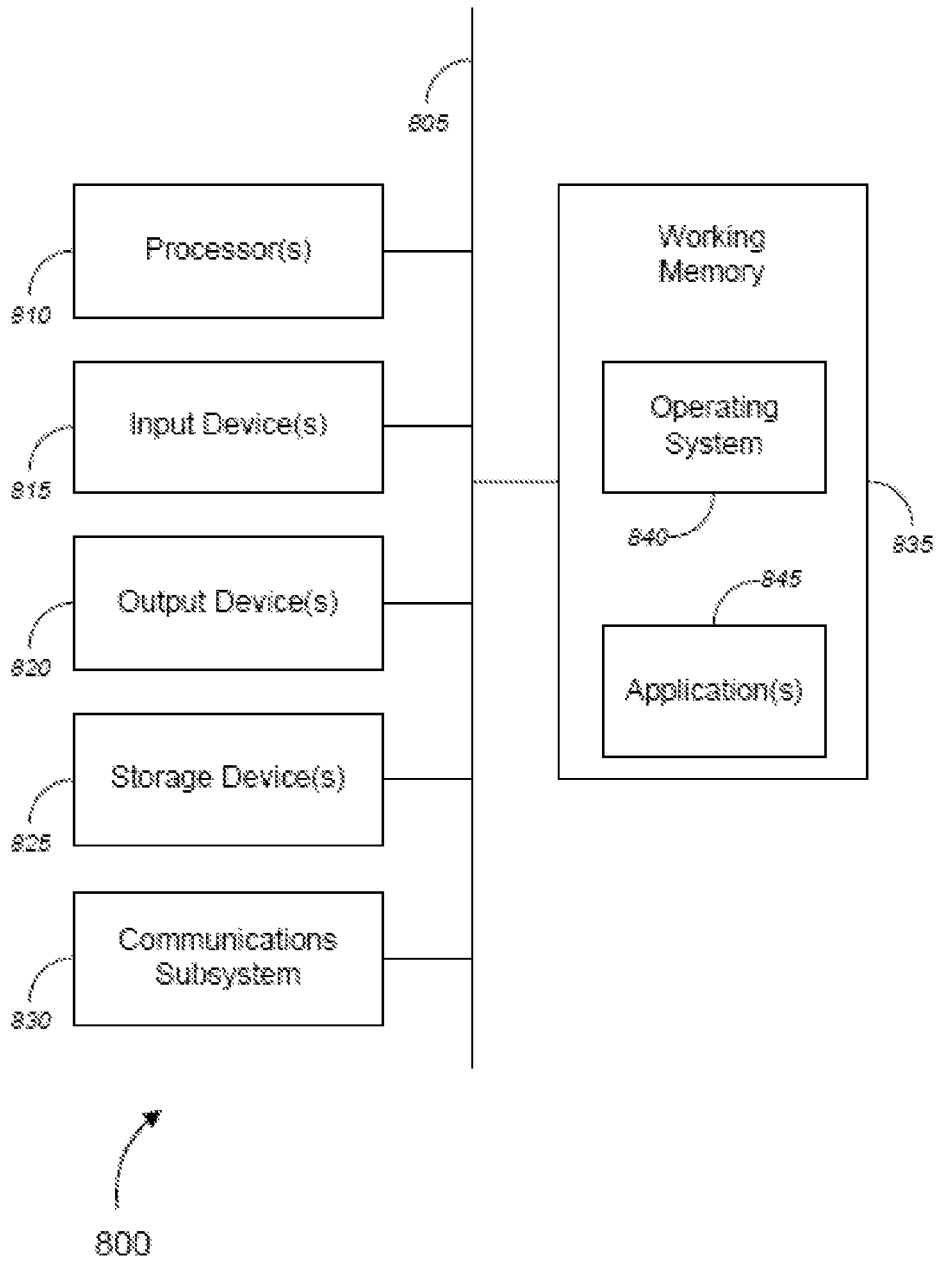 805
Processor(s)
810
Input Device(s)
815
Output Device(s)
820
Storage Device(s)
825
Communications
Subsystem
830
Working
Memory
Operating
System
840
835
845
Application(s)
800